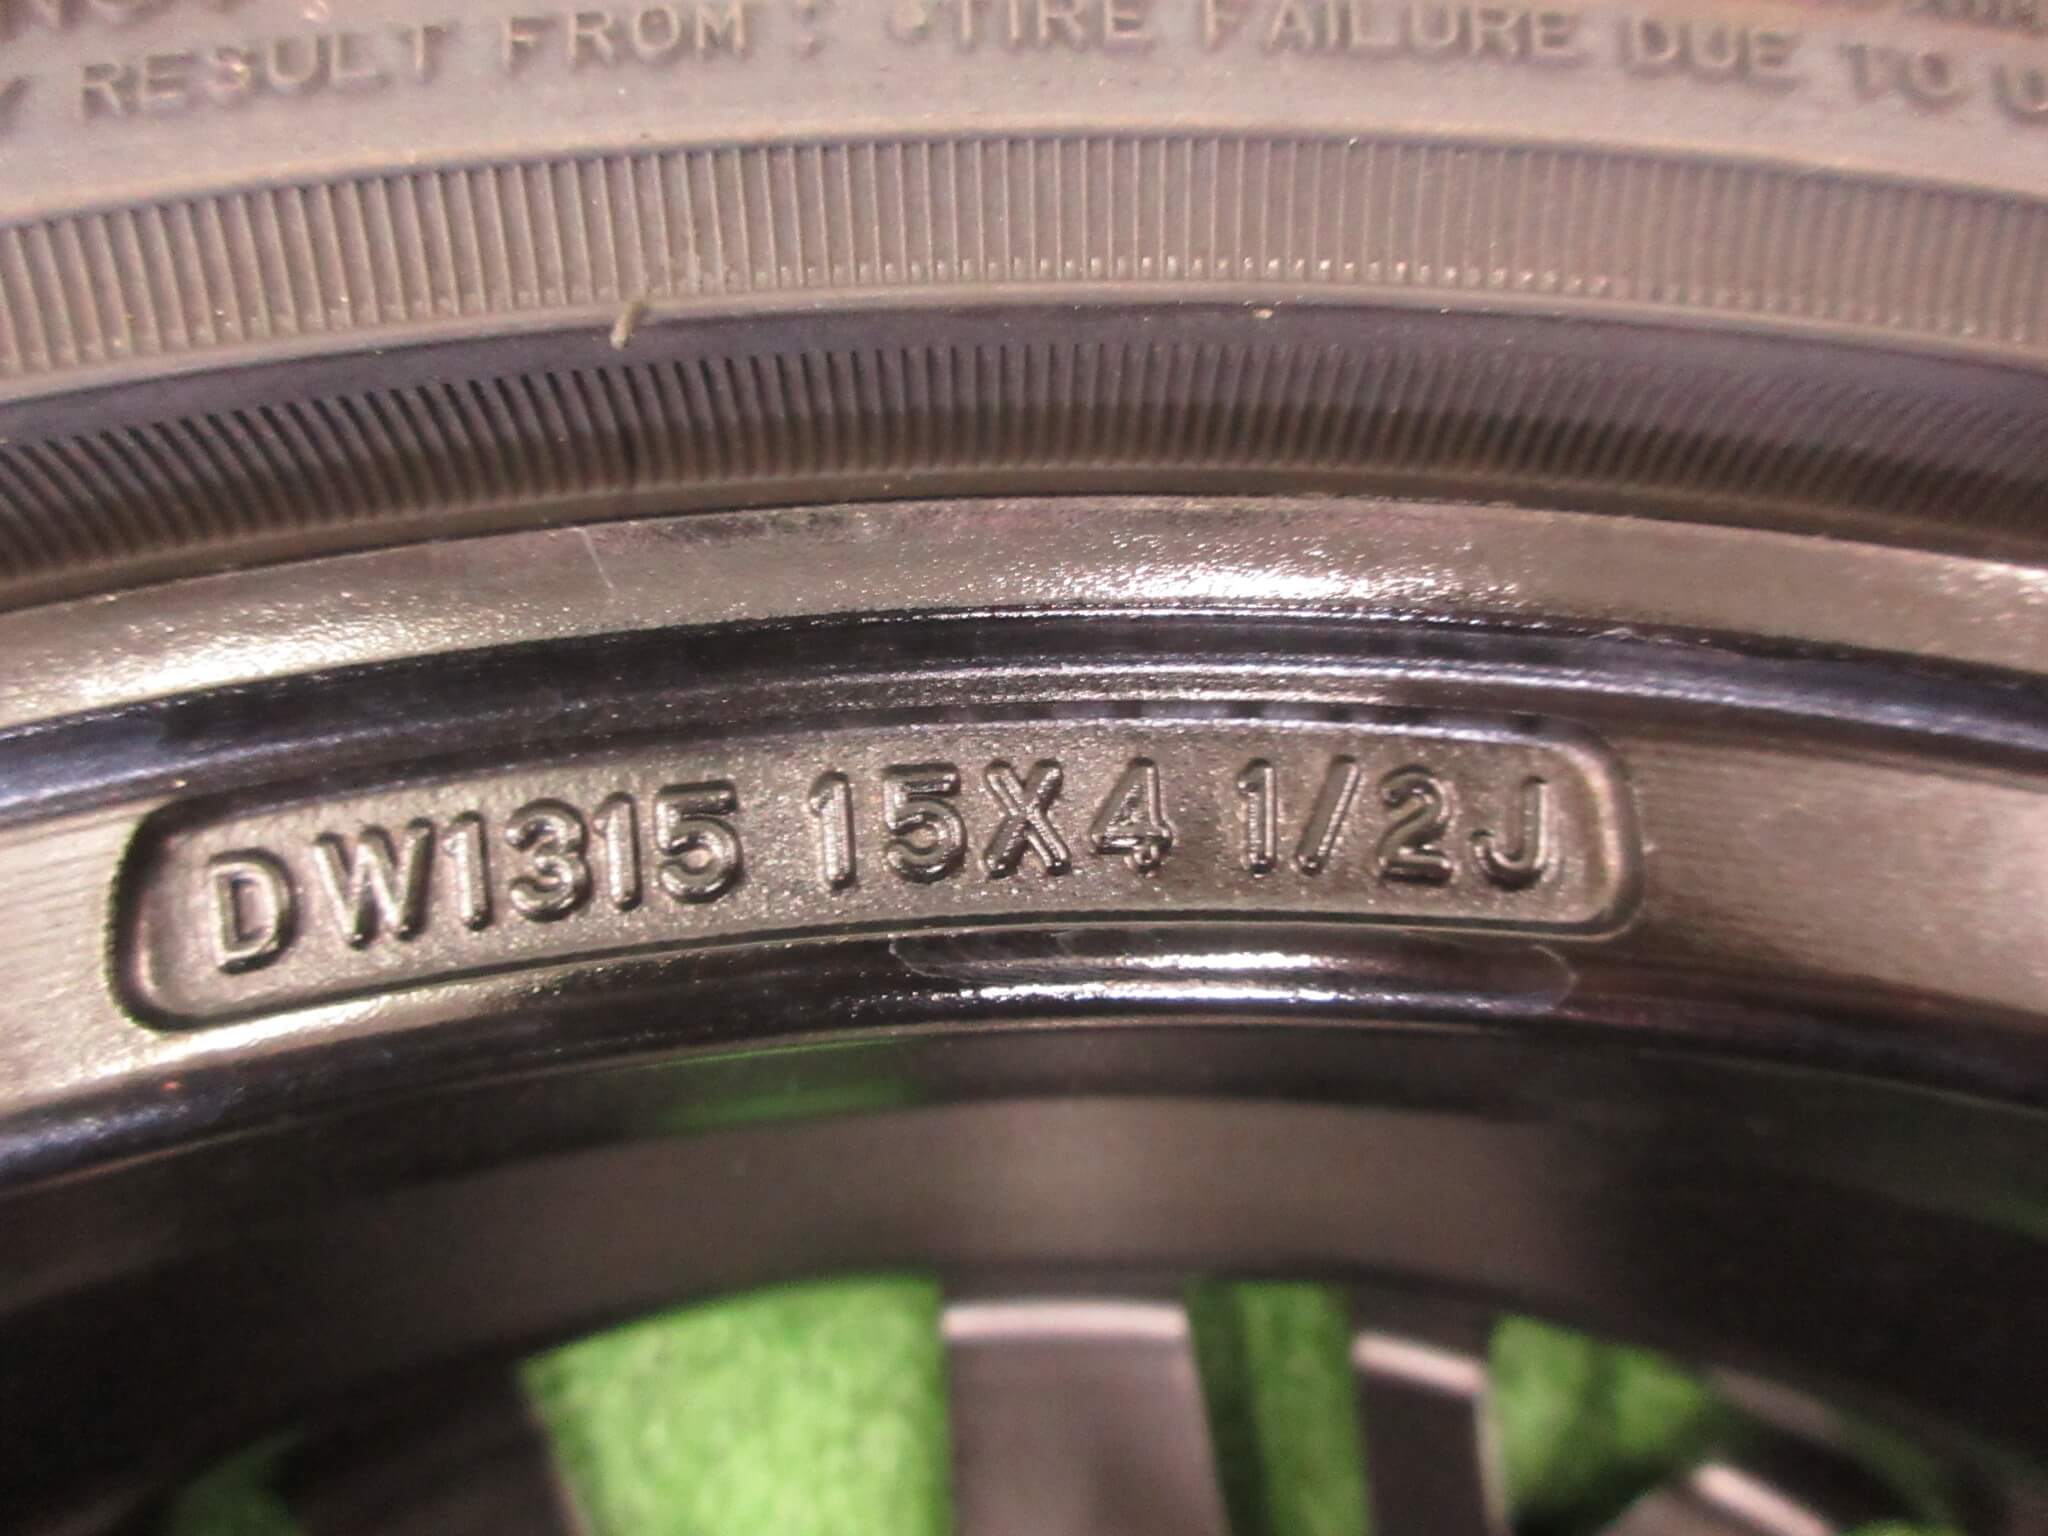 RESULT FROM: •TIRE FAILURE DUE TO
DW1315 15X4 1/2J